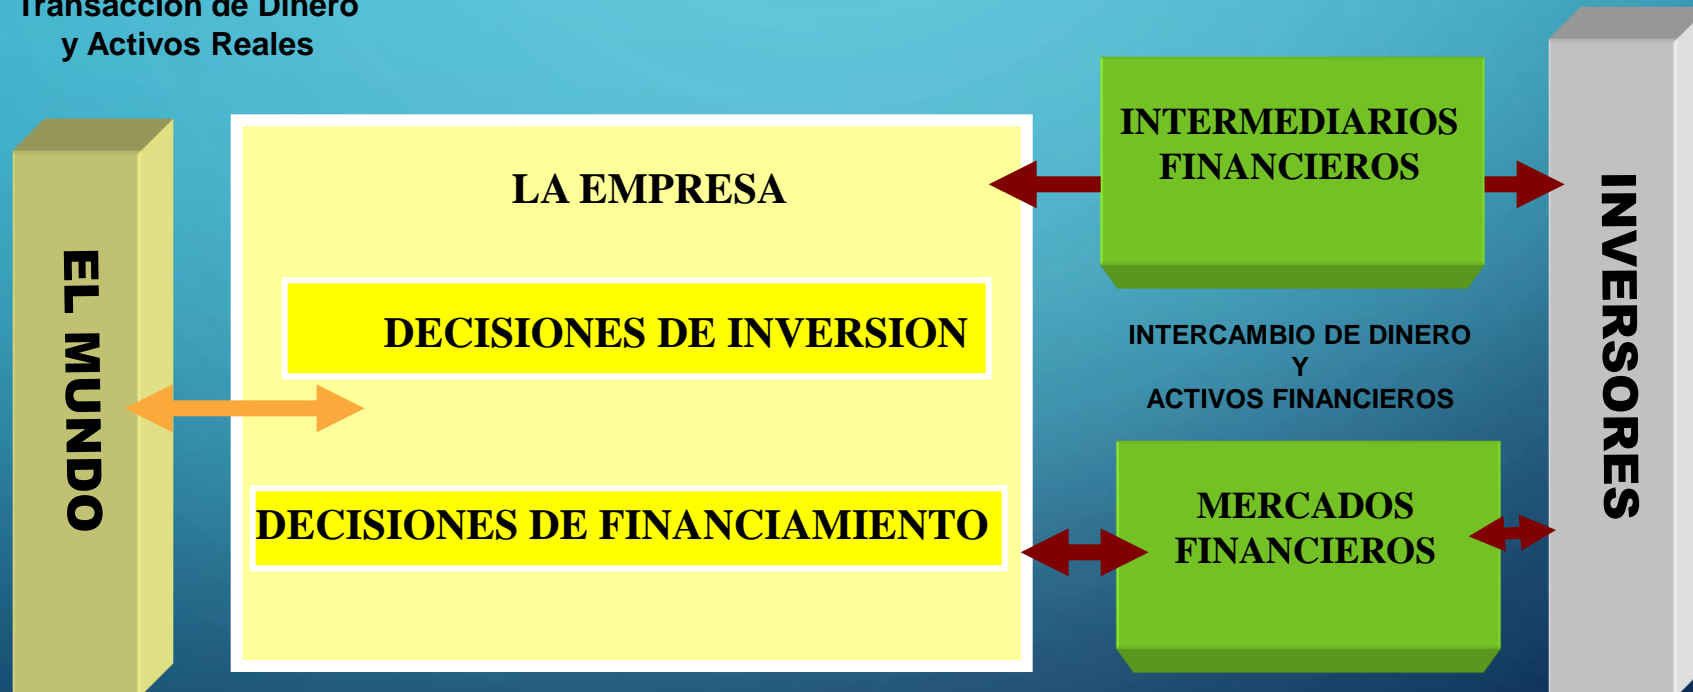 Transacción de Dinero
y Activos Reales
EL MUNDO
LA EMPRESA
DECISIONES DE INVERSION
DECISIONES DE FINANCIAMIENTO
INTERMEDIARIOS
FINANCIEROS
INTERCAMBIO DE DINERO
Y
ACTIVOS FINANCIEROS
MERCADOS
FINANCIEROS
INVERSORES